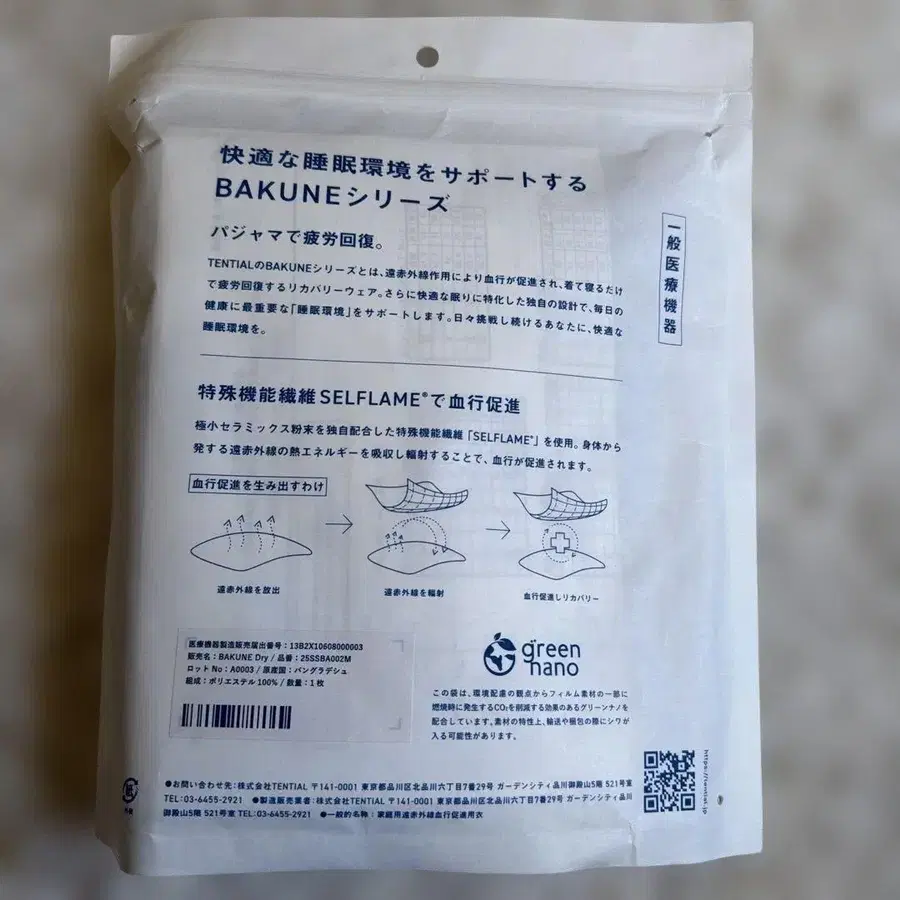 快適な睡眠環境をサポートする
BAKUNEシリーズ
パジャマで疲労回復。
TENTIALのBAKUNEシリーズとは、遠赤外線作用により血行が促進され、着て寝るだけ
で疲労回復するリカバリーウェア。さらに快適な眠りに特化した独自の設計で、毎日の
健康に最重要な「睡眠環境」をサポートします。日々挑戦し続けるあなたに、快適な
睡眠環境を。
一般医療機器
特殊機能繊維SELFLAME®で血行促進
極小セラミックス粉末を独自配合した特殊機能繊維「SELFLAME®」を使用。身体から
発する遠赤外線の熱エネルギーを吸収し輻射することで、血行が促進されます。
血行促進を生み出すわけ
遠赤外線を放出
遠赤外線を輻射
血行促進しリカバリー
医療機器製造販売届出番号：13B2X10608000003
販売名：BAKUNE Dry / 品番：25SSBA002M
ロットNo：A0003 / 原産国：バングラデシュ
組成：ポリエステル100% / 数量：1枚
green
nano
この袋は、環境配慮の観点からフィルム素材の一部に
燃焼時に発生するCO₂を削減する効果のあるグリーンナノを
配合しています。素材の特性上、輸送や梱包の際にシワが
入る可能性があります。
https://tential.jp
●お問い合わせ先：株式会社TENTIAL 〒141-0001 東京都品川区北品川六丁目7番29号 ガーデンシティ品川御殿山5階 521号室
TEL：03-6455-2921 ●製造販売業者：株式会社TENTIAL 〒141-0001 東京都品川区北品川六丁目7番29号 ガーデンシティ品川
御殿山5階 521号室 TEL：03-6455-2921 ●一般的名称：家庭用遠赤外線血行促進用衣